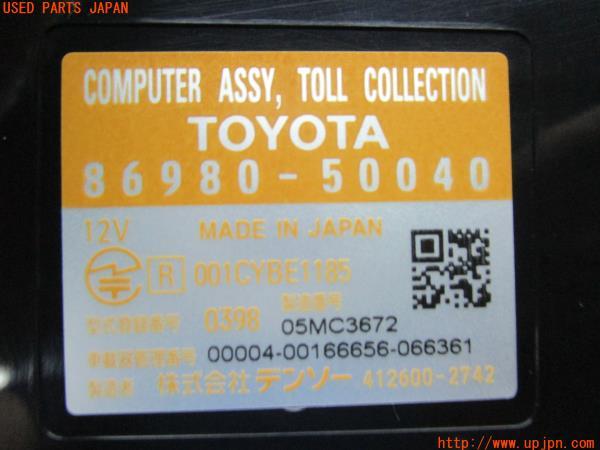 USED PARTS JAPAN
COMPUTER ASSY, TOLL COLLECTION
TOYOTA
86980-50040
12V MADE IN JAPAN
R 001CYBE1185
型式登録番号 0398 製造番号 05MC3672
車載器管理番号 00004-00166656-066361
製造者 株式会社 デンソー 412600-2742
http://www.upjpn.com/